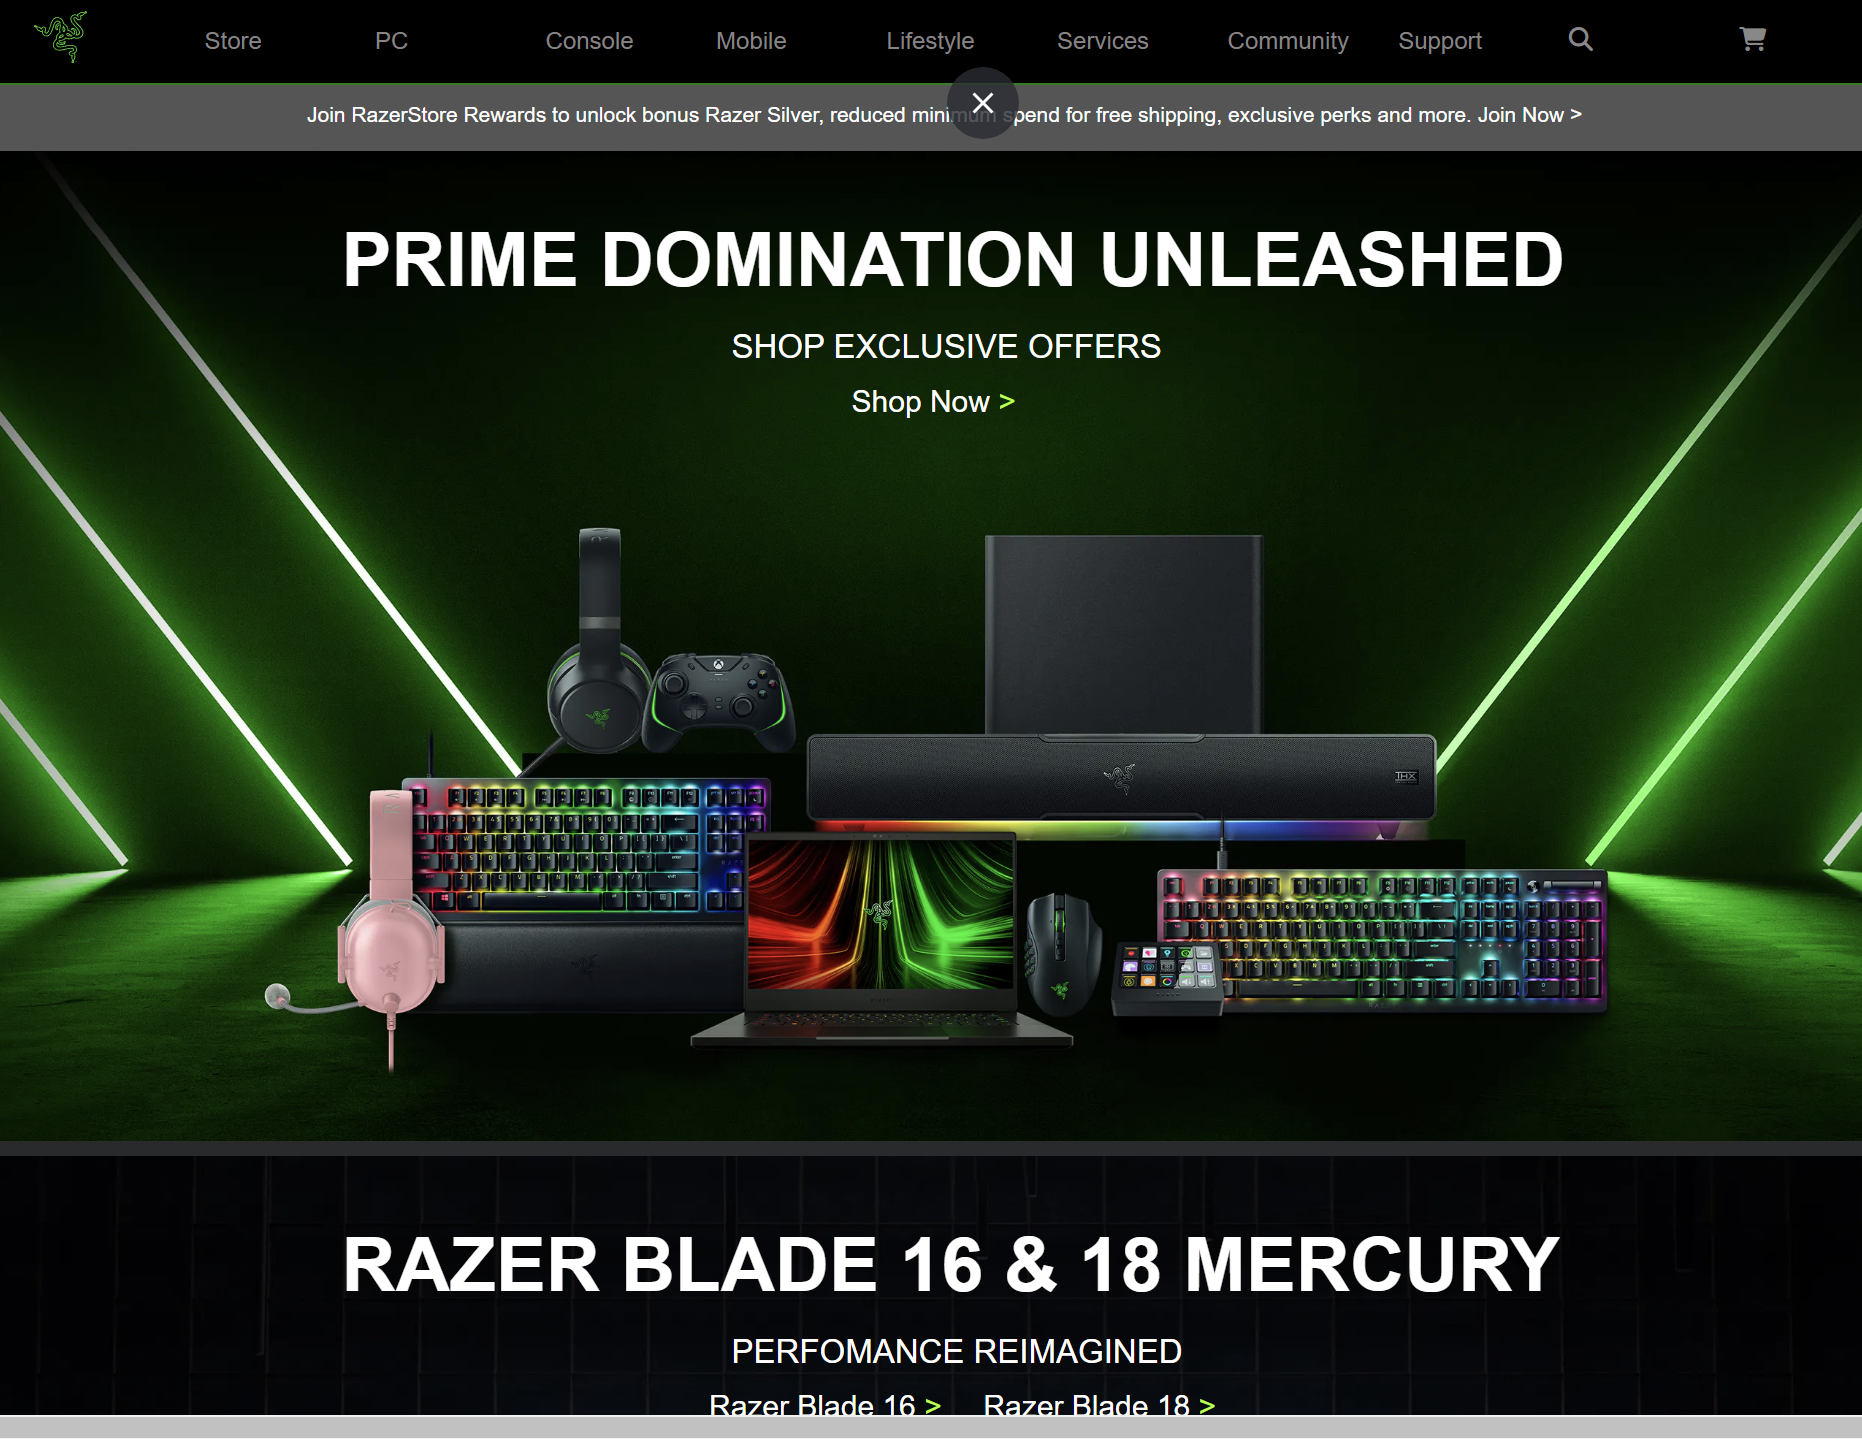 Store PC Console Mobile Lifestyle Services Community Support
Join RazerStore Rewards to unlock bonus Razer Silver, reduced minimum spend for free shipping, exclusive perks and more. Join Now >
PRIME DOMINATION UNLEASHED
SHOP EXCLUSIVE OFFERS
Shop Now >
THX
RAZER BLADE 16 & 18 MERCURY
PERFOMANCE REIMAGINED
Razer Blade 16 > Razer Blade 18 >